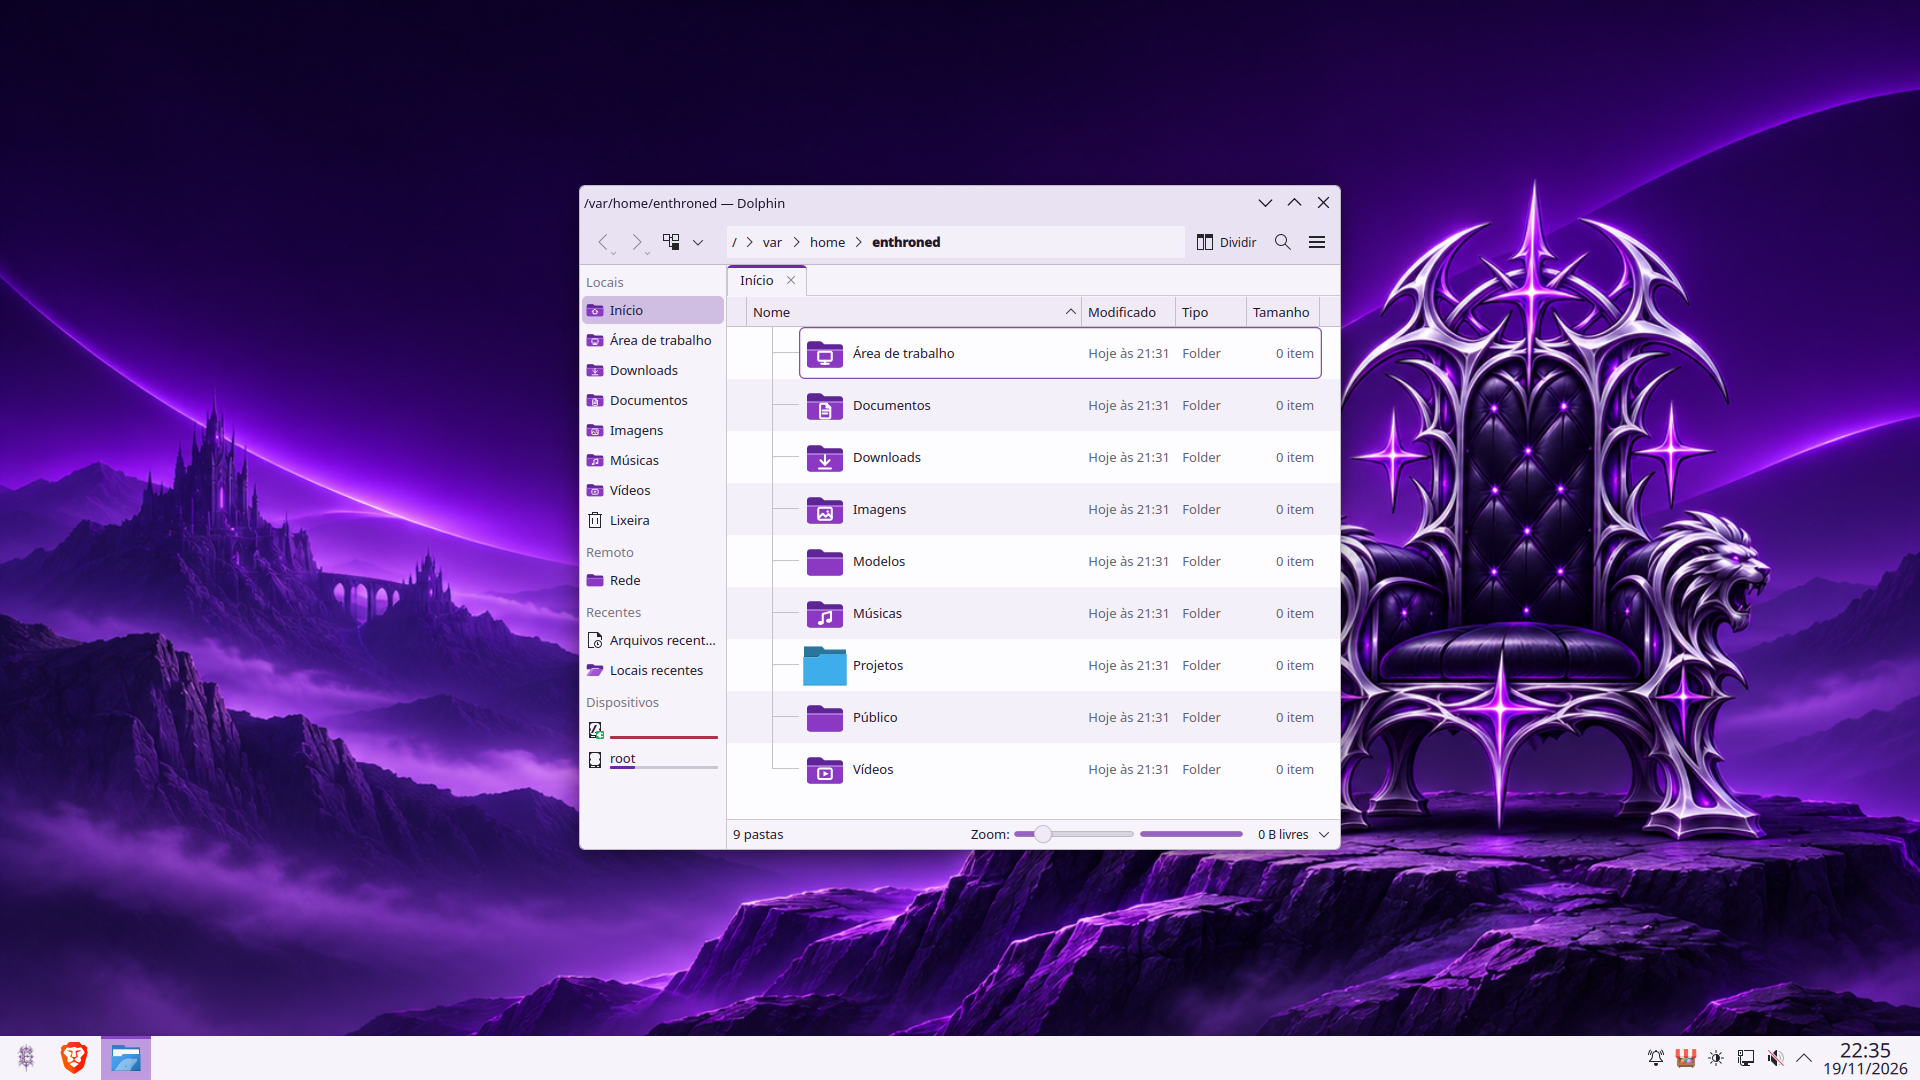 /var/home/enthroned — Dolphin
/ var home enthroned Dividir
Locais
Início
Área de trabalho
Downloads
Documentos
Imagens
Músicas
Vídeos
Lixeira
Remoto
Rede
Recentes
Arquivos recent...
Locais recentes
Dispositivos
root
Início
Nome Modificado Tipo Tamanho
Área de trabalho Hoje às 21:31 Folder 0 item
Documentos Hoje às 21:31 Folder 0 item
Downloads Hoje às 21:31 Folder 0 item
Imagens Hoje às 21:31 Folder 0 item
Modelos Hoje às 21:31 Folder 0 item
Músicas Hoje às 21:31 Folder 0 item
Projetos Hoje às 21:31 Folder 0 item
Público Hoje às 21:31 Folder 0 item
Vídeos Hoje às 21:31 Folder 0 item
9 pastas Zoom: 0 B livres
22:35
19/11/2026